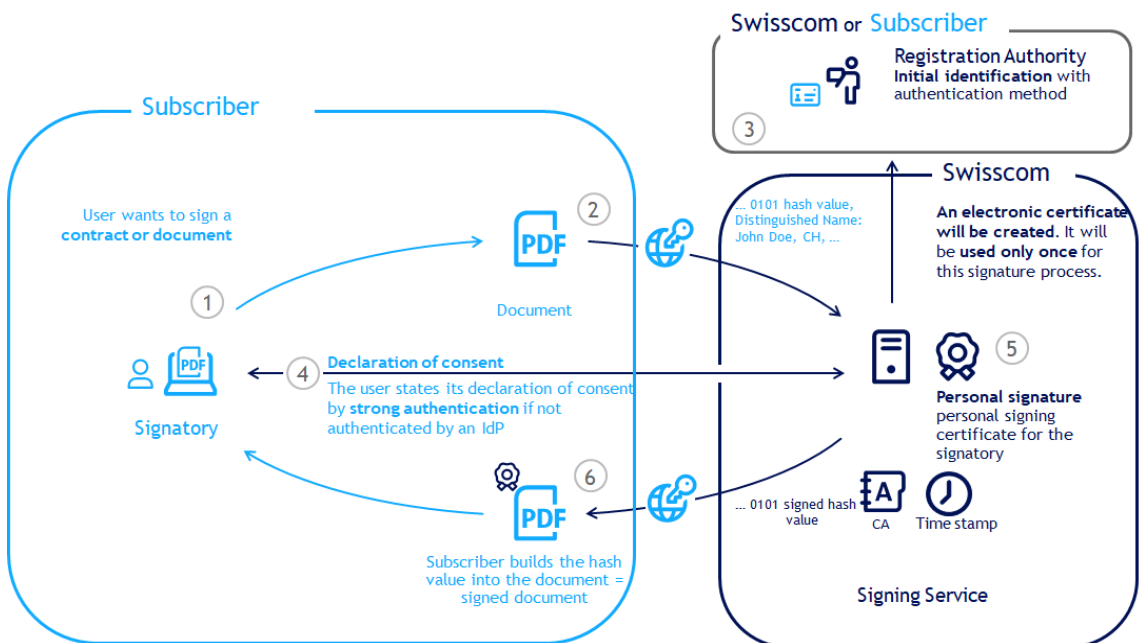 Swisscom or Subscriber
Registration Authority
Initial identification with
authentication method
3
Subscriber
Swisscom
User wants to sign a
contract or document
2
PDF
Document
... 0101 hash value,
Distinguished Name:
John Doe, CH, ...
An electronic certificate
will be created. It will
be used only once for
this signature process.
1
PDF
Signatory
4
Declaration of consent
The user states its declaration of consent
by strong authentication if not
authenticated by an IdP
5
Personal signature
personal signing
certificate for the
signatory
6
PDF
Subscriber builds the hash
value into the document =
signed document
... 0101 signed hash
value
A
CA
Time stamp
Signing Service